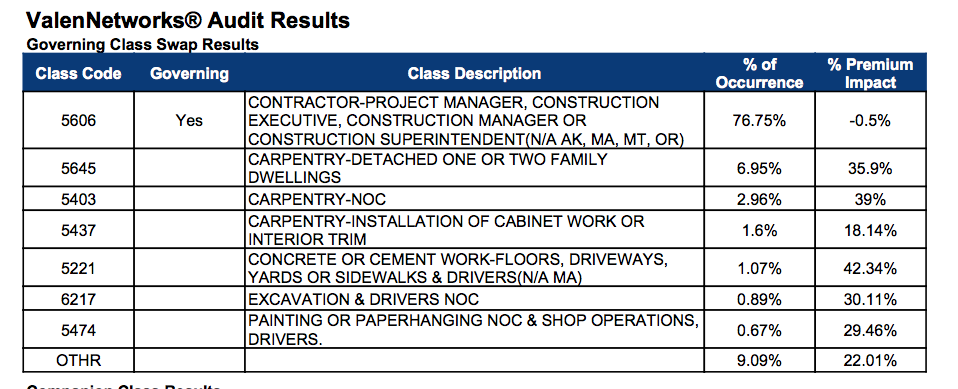 ValenNetworks® Audit Results
Governing Class Swap Results
Class Code Governing Class Description % of Occurrence % Premium Impact
5606 Yes CONTRACTOR-PROJECT MANAGER, CONSTRUCTION
EXECUTIVE, CONSTRUCTION MANAGER OR
CONSTRUCTION SUPERINTENDENT(N/A AK, MA, MT, OR) 76.75% -0.5%
5645 CARPENTRY-DETACHED ONE OR TWO FAMILY
DWELLINGS 6.95% 35.9%
5403 CARPENTRY-NOC 2.96% 39%
5437 CARPENTRY-INSTALLATION OF CABINET WORK OR
INTERIOR TRIM 1.6% 18.14%
5221 CONCRETE OR CEMENT WORK-FLOORS, DRIVEWAYS,
YARDS OR SIDEWALKS & DRIVERS(N/A MA) 1.07% 42.34%
6217 EXCAVATION & DRIVERS NOC 0.89% 30.11%
5474 PAINTING OR PAPERHANGING NOC & SHOP OPERATIONS,
DRIVERS. 0.67% 29.46%
OTHR 9.09% 22.01%